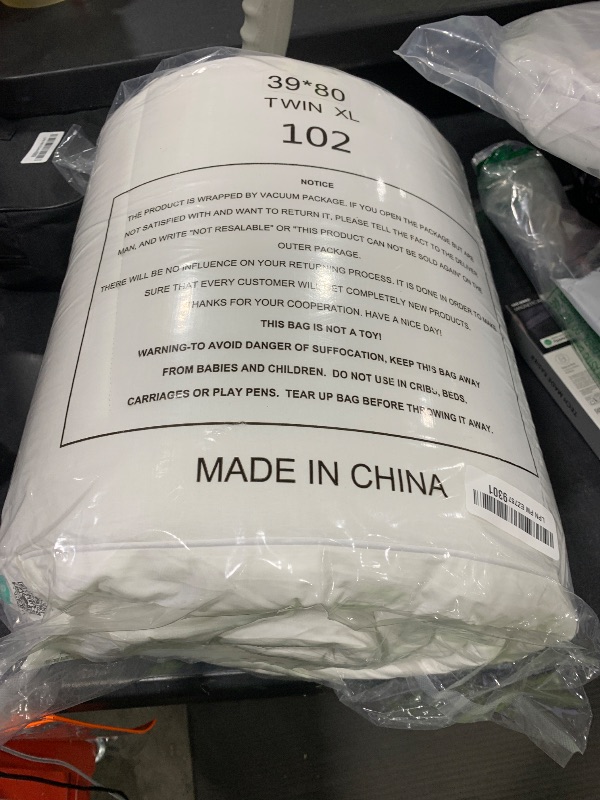 39*80
TWIN XL
102
NOTICE
THE PRODUCT IS WRAPPED BY VACUUM PACKAGE. IF YOU OPEN THE PACKAGE BUT ARE
NOT SATISFIED WITH AND WANT TO RETURN IT, PLEASE TELL THE FACT TO THE DELIVER
MAN, AND WRITE "NOT RESALABLE" OR "THIS PRODUCT CAN NOT BE SOLD AGAIN" ON THE
OUTER PACKAGE.
THERE WILL BE NO INFLUENCE ON YOUR RETURNING PROCESS. IT IS DONE IN ORDER TO MAKE
SURE THAT EVERY CUSTOMER WILL GET COMPLETELY NEW PRODUCTS.
THANKS FOR YOUR COOPERATION. HAVE A NICE DAY!
THIS BAG IS NOT A TOY!
WARNING-TO AVOID DANGER OF SUFFOCATION, KEEP THIS BAG AWAY
FROM BABIES AND CHILDREN. DO NOT USE IN CRIBS, BEDS,
CARRIAGES OR PLAY PENS. TEAR UP BAG BEFORE THROWING IT AWAY.
MADE IN CHINA